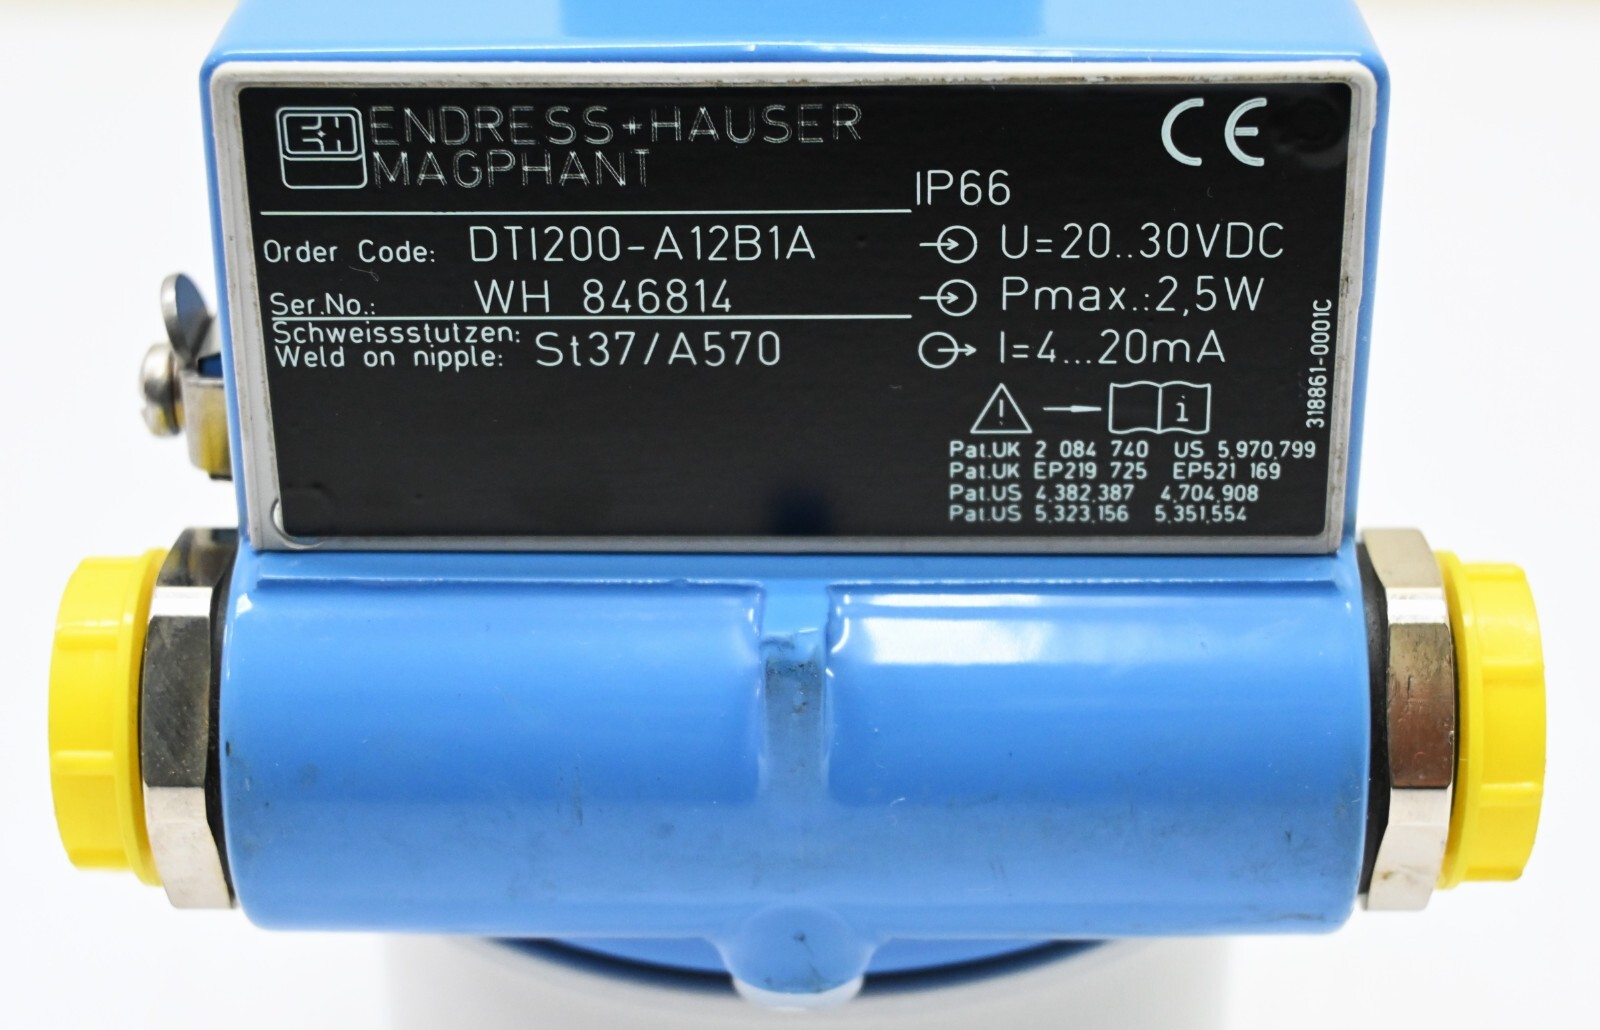 E+H
ENDRESS+HAUSER
MAGPHANT
CE
IP66
Order Code: DTI200-A12B1A
U=20..30VDC
Ser.No.: WH 846814
Pmax.:2,5W
Schweissstutzen:
Weld on nipple: St37/A570
I=4...20mA
! i
318861-0001C
Pat.UK 2 084 740 US 5,970,799
Pat.UK EP219 725 EP521 169
Pat.US 4,382,387 4,704,908
Pat.US 5,323,156 5,351,554